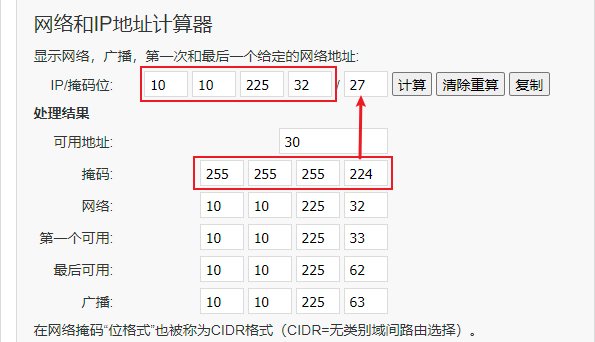 网络和IP地址计算器
显示网络，广播，第一次和最后一个给定的网络地址:
IP/掩码位: 10 10 225 32 / 27 计算 清除重算 复制
处理结果
可用地址: 30
掩码: 255 255 255 224
网络: 10 10 225 32
第一个可用: 10 10 225 33
最后可用: 10 10 225 62
广播: 10 10 225 63
在网络掩码“位格式”也被称为CIDR格式（CIDR=无类别域间路由选择）。